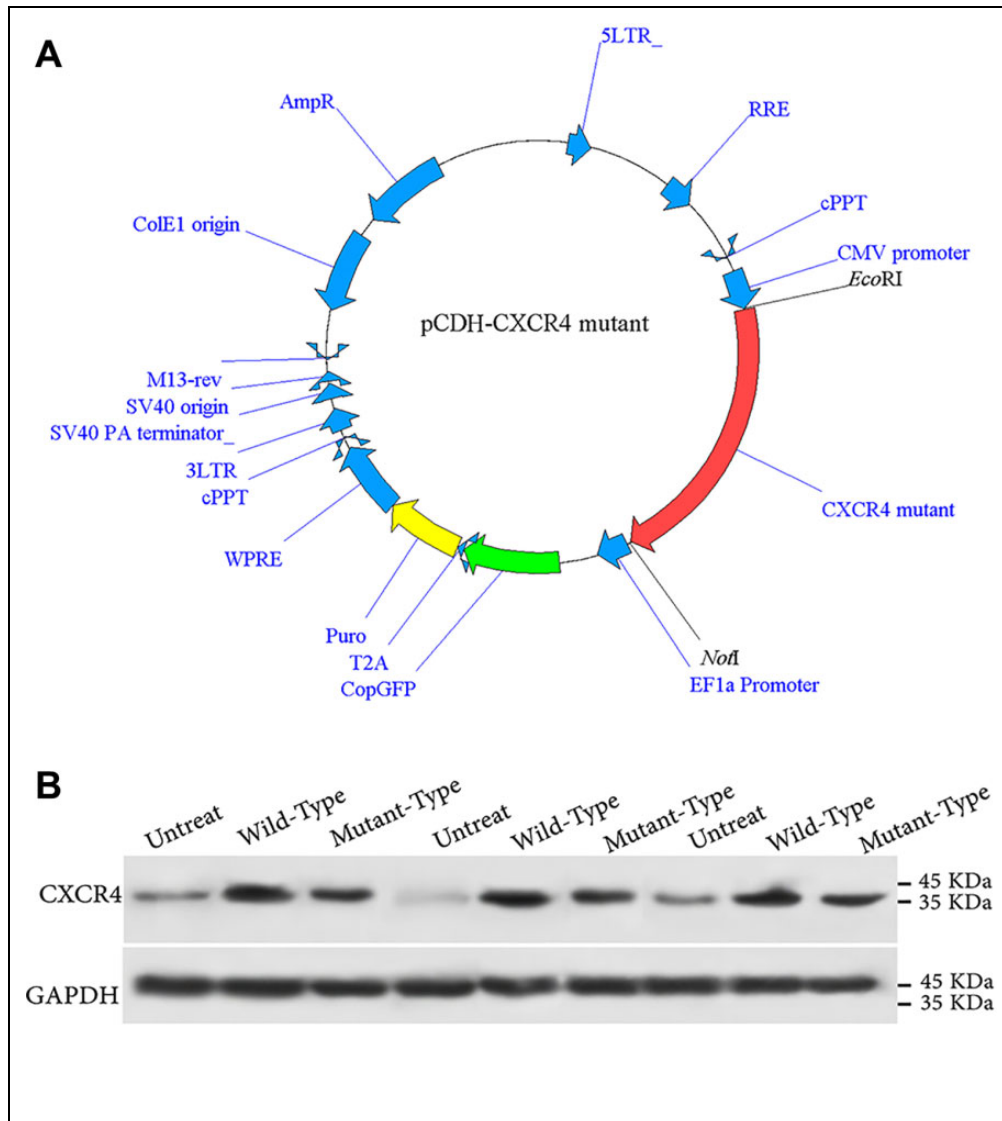 A
5LTR_
AmpR
RRE
cPPT
ColE1 origin
CMV promoter
EcoRI
pCDH-CXCR4 mutant
M13-rev
SV40 origin
SV40 PA terminator_
3LTR
cPPT
CXCR4 mutant
WPRE
Puro
T2A
CopGFP
NotI
EF1a Promoter
B
Untreat Wild-Type Mutant-Type Untreat Wild-Type Mutant-Type Untreat Wild-Type Mutant-Type
CXCR4
45 KDa
35 KDa
GAPDH
45 KDa
35 KDa